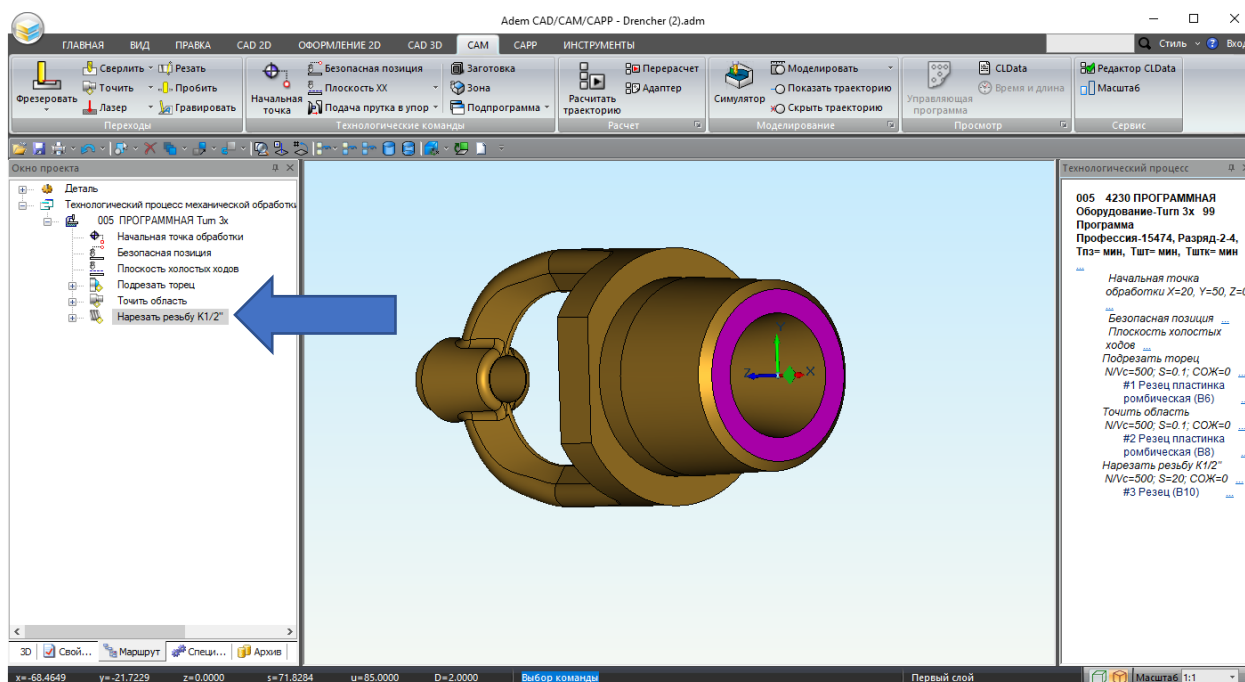 Adem CAD/CAM/CAPP - Drencher (2).adm
ГЛАВНАЯ ВИД ПРАВКА CAD 2D ОФОРМЛЕНИЕ 2D CAD 3D CAM CAPP ИНСТРУМЕНТЫ Стиль Вход
Фрезеровать
Сверлить Резать
Точить Пробить
Лазер Гравировать
Переходы
Начальная
точка
Безопасная позиция Заготовка
Плоскость XX Зона
Подача прутка в упор Подпрограмма
Технологические команды
Расчитать
траекторию
Перерасчет
Адаптер
Расчет
Симулятор
Моделировать
Показать траекторию
Скрыть траекторию
Моделирование
Управляющая
программа
CLData
Время и длина
Просмотр
Редактор CLData
Масштаб
Сервис
Окно проекта
Деталь
Технологический процесс механической обработки
005 ПРОГРАММНАЯ Turn 3x
Начальная точка обработки
Безопасная позиция
Плоскость холостых ходов
Подрезать торец
Точить область
Нарезать резьбу K1/2"
3D Свой... Маршрут Специ... Архив
Y
Z X
Технологический процесс
005 4230 ПРОГРАММНАЯ
Оборудование-Turn 3x 99
Программа
Профессия-15474, Разряд-2-4,
Тпз= мин, Тшт= мин, Тштк= мин
...
Начальная точка
обработки X=20, Y=50, Z=0
...
Безопасная позиция ...
Плоскость холостых
ходов ...
Подрезать торец
N/Vc=500; S=0.1; СОЖ=0 ...
#1 Резец пластинка
ромбическая (B6) ...
Точить область
N/Vc=500; S=0.1; СОЖ=0 ...
#2 Резец пластинка
ромбическая (B8) ...
Нарезать резьбу K1/2"
N/Vc=500; S=20; СОЖ=0 ...
#3 Резец (B10) ...
x=-68.4649 y=-21.7229 z=0.0000 s=71.8284 u=85.0000 D=2.0000 Выбор команды Первый слой Масштаб 1:1